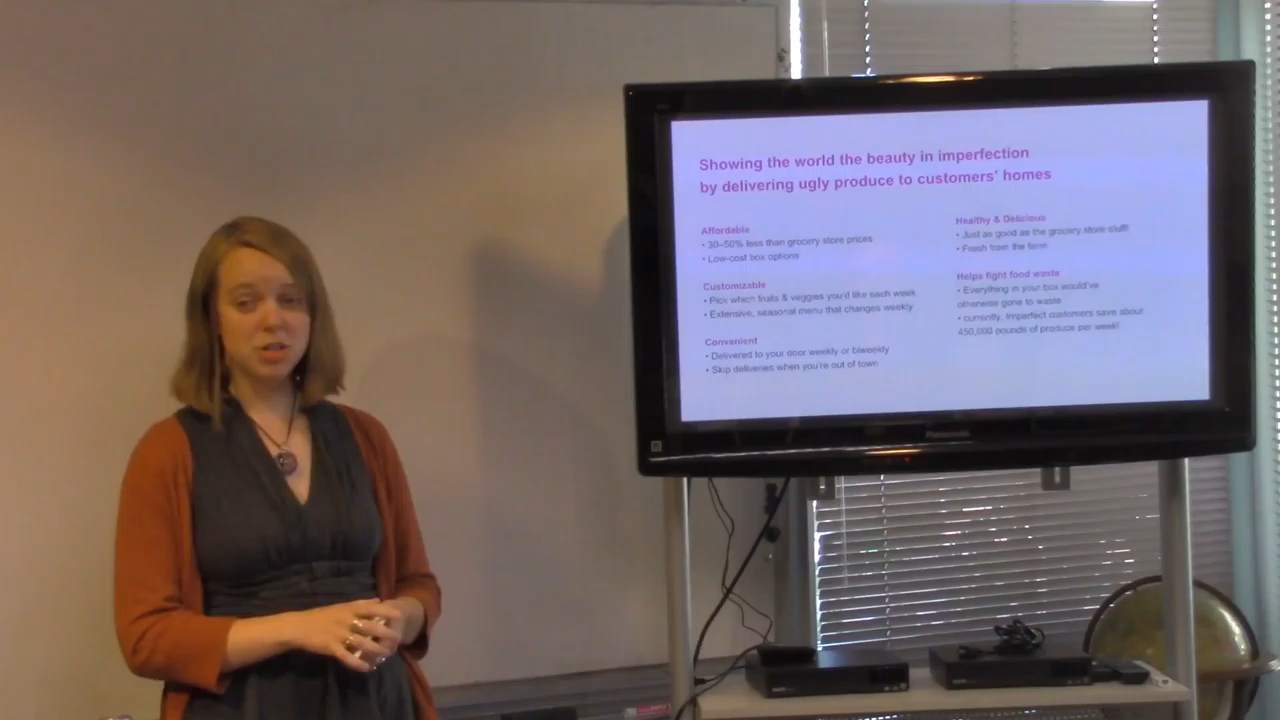 Showing the world the beauty in imperfection
by delivering ugly produce to customers' homes
Affordable
• 30–50% less than grocery store prices
• Low-cost box options
Customizable
• Pick which fruits & veggies you'd like each week
• Extensive, seasonal menu that changes weekly
Convenient
• Delivered to your door weekly or biweekly
• Skip deliveries when you're out of town
Healthy & Delicious
• Just as good as the grocery store stuff!
• Fresh from the farm
Helps fight food waste
• Everything in your box would've
otherwise gone to waste
• currently, Imperfect customers save about
450,000 pounds of produce per week!
Panasonic